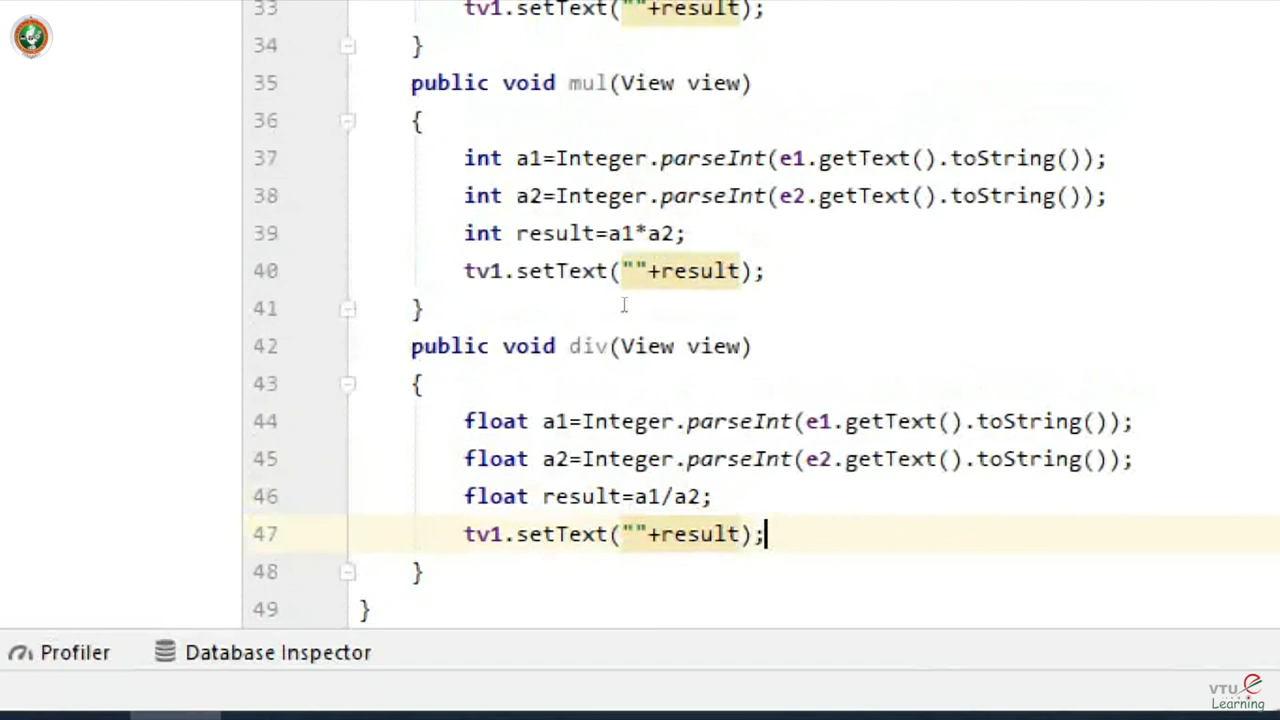 33 tv1.setText(""+result);
34 }
35 public void mul(View view)
36 {
37 int a1=Integer.parseInt(e1.getText().toString());
38 int a2=Integer.parseInt(e2.getText().toString());
39 int result=a1*a2;
40 tv1.setText(""+result);
41 }
42 public void div(View view)
43 {
44 float a1=Integer.parseInt(e1.getText().toString());
45 float a2=Integer.parseInt(e2.getText().toString());
46 float result=a1/a2;
47 tv1.setText(""+result);
48 }
49 }
Profiler Database Inspector
VTU e
Learning